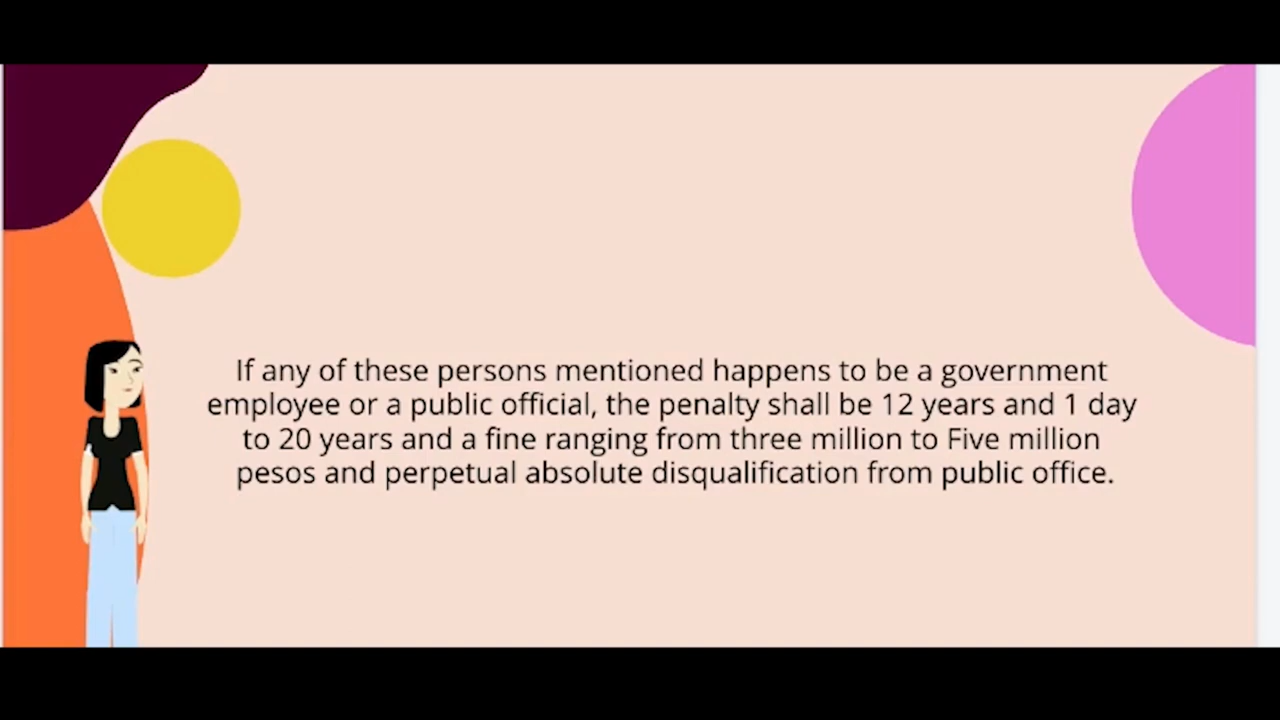 If any of these persons mentioned happens to be a government
employee or a public official, the penalty shall be 12 years and 1 day
to 20 years and a fine ranging from three million to Five million
pesos and perpetual absolute disqualification from public office.